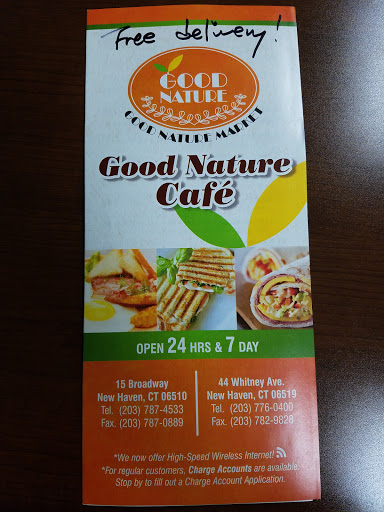 Free delivery!
GOOD
NATURE
GOOD NATURE MARKET
Good Nature
Café
OPEN 24 HRS & 7 DAY
15 Broadway
New Haven, CT 06510
Tel. (203) 787-4533
Fax. (203) 787-0889
44 Whitney Ave.
New Haven, CT 06519
Tel. (203) 776-0400
Fax. (203) 782-9828
*We now offer High-Speed Wireless Internet!
*For regular customers, Charge Accounts are available.
Stop by to fill out a Charge Account Application.